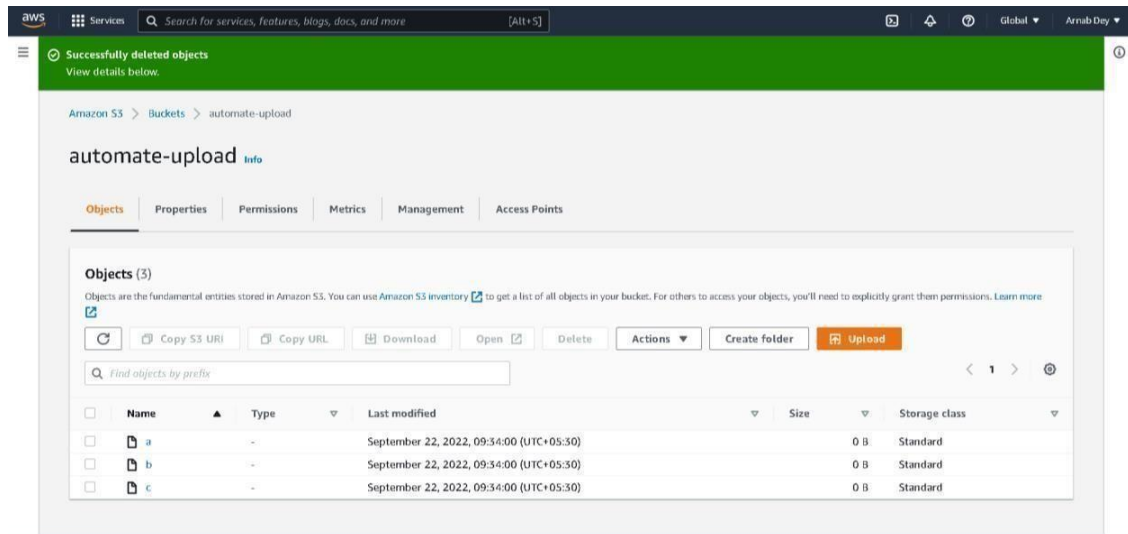 aws Services Search for services, features, blogs, docs, and more [Alt+S] Global ▼ Arnab Dey ▼
Successfully deleted objects
View details below.
Amazon S3 > Buckets > automate-upload
automate-upload Info
Objects Properties Permissions Metrics Management Access Points
Objects (3)
Objects are the fundamental entities stored in Amazon S3. You can use Amazon S3 inventory to get a list of all objects in your bucket. For others to access your objects, you'll need to explicitly grant them permissions. Learn more
Copy S3 URI Copy URL Download Open Delete Actions ▼ Create folder Upload
Find objects by prefix < 1 >
Name ▲ Type Last modified Size Storage class
a - September 22, 2022, 09:34:00 (UTC+05:30) 0 B Standard
b - September 22, 2022, 09:34:00 (UTC+05:30) 0 B Standard
c - September 22, 2022, 09:34:00 (UTC+05:30) 0 B Standard